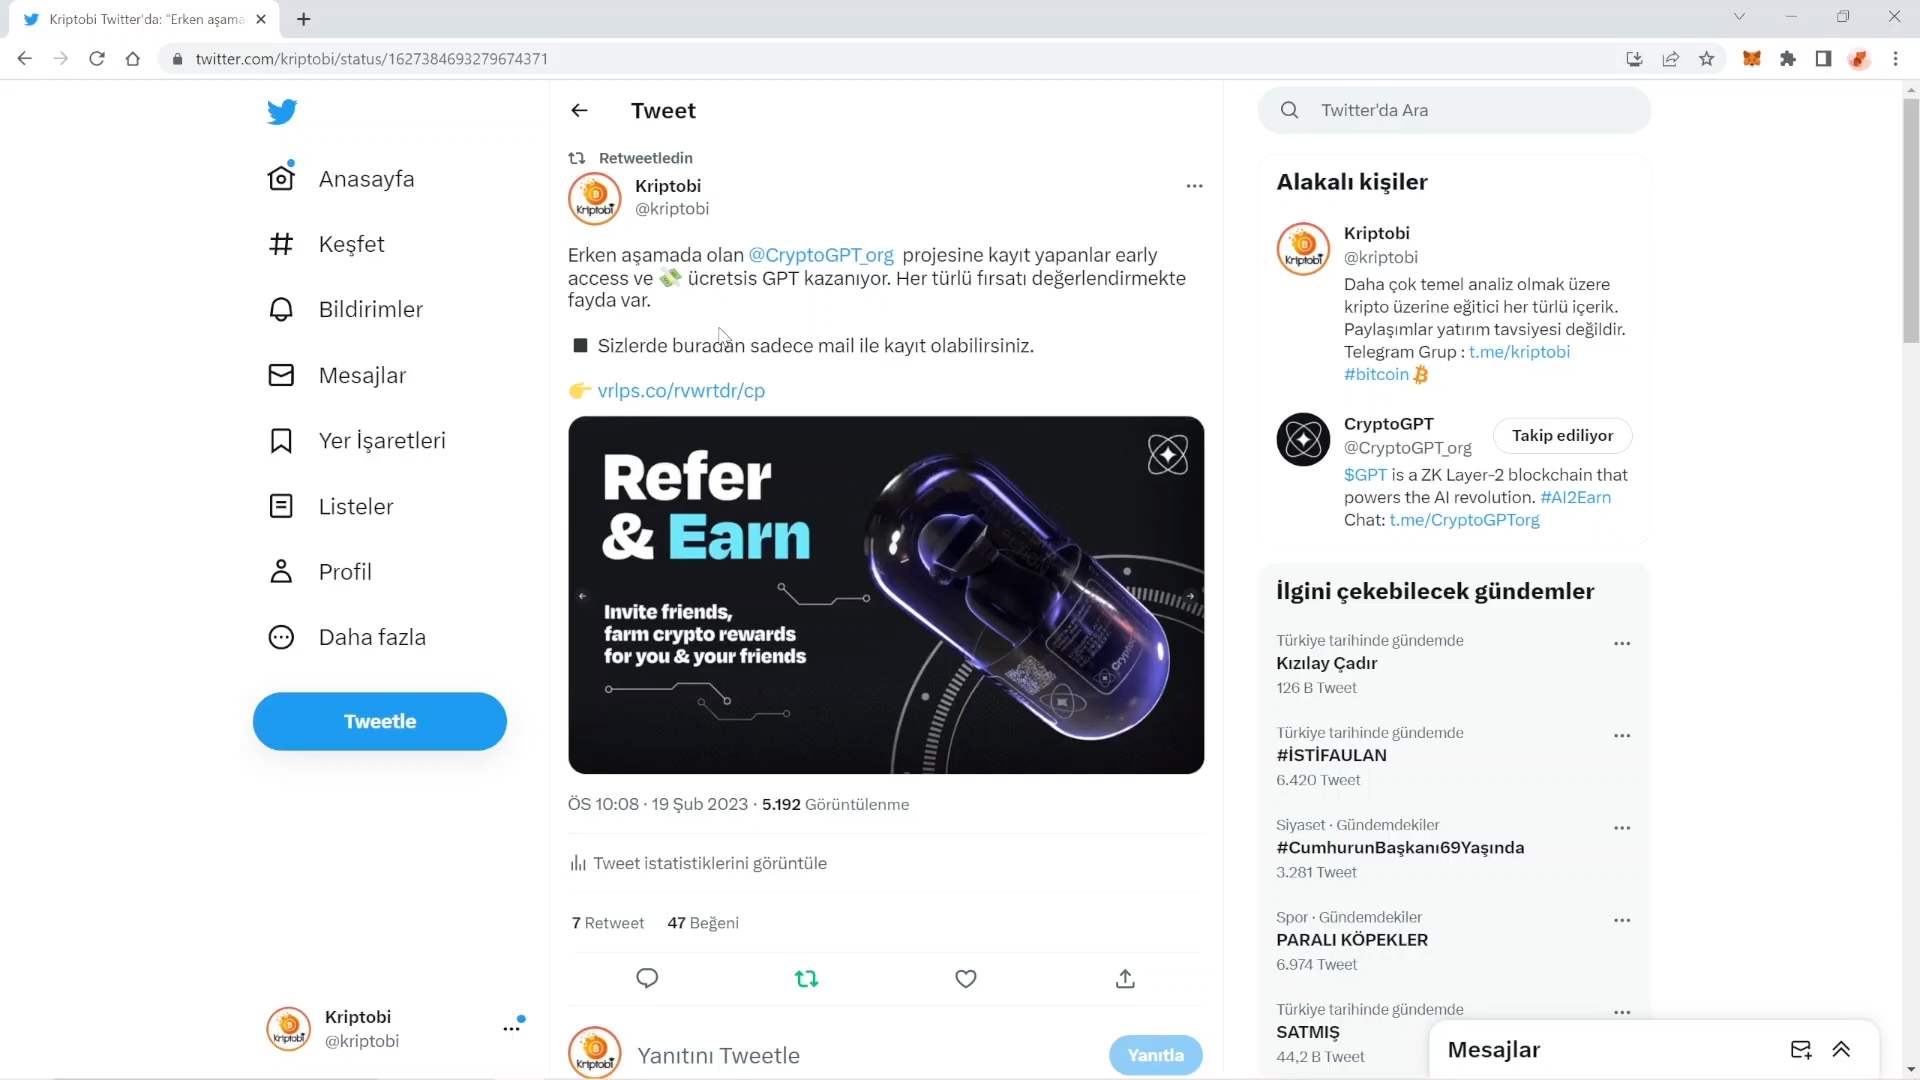 Kriptobi Twitter'da: "Erken aşama
twitter.com/kriptobi/status/1627384693279674371
Anasayfa
Keşfet
Bildirimler
Mesajlar
Yer İşaretleri
Listeler
Profil
Daha fazla
Tweetle
Kriptobi
@kriptobi
Tweet
Retweetledin
Kriptobi
@kriptobi
Erken aşamada olan @CryptoGPT_org projesine kayıt yapanlar early
access ve 💸 ücretsis GPT kazanıyor. Her türlü fırsatı değerlendirmekte
fayda var.
◼ Sizlerde buradan sadece mail ile kayıt olabilirsiniz.
👉 vrlps.co/rvwrtdr/cp
Refer
& Earn
Invite friends,
farm crypto rewards
for you & your friends
ÖS 10:08 · 19 Şub 2023 · 5.192 Görüntülenme
Tweet istatistiklerini görüntüle
7 Retweet 47 Beğeni
Yanıtını Tweetle
Yanıtla
Twitter'da Ara
Alakalı kişiler
Kriptobi
@kriptobi
Daha çok temel analiz olmak üzere
kripto üzerine eğitici her türlü içerik.
Paylaşımlar yatırım tavsiyesi değildir.
Telegram Grup : t.me/kriptobi
#bitcoin
CryptoGPT
@CryptoGPT_org
Takip ediliyor
$GPT is a ZK Layer-2 blockchain that
powers the AI revolution. #AI2Earn
Chat: t.me/CryptoGPTorg
İlgini çekebilecek gündemler
Türkiye tarihinde gündemde
Kızılay Çadır
126 B Tweet
Türkiye tarihinde gündemde
#İSTİFAULAN
6.420 Tweet
Siyaset · Gündemdekiler
#CumhurunBaşkanı69Yaşında
3.281 Tweet
Spor · Gündemdekiler
PARALI KÖPEKLER
6.974 Tweet
Türkiye tarihinde gündemde
SATMIŞ
44,2 B Tweet
Mesajlar